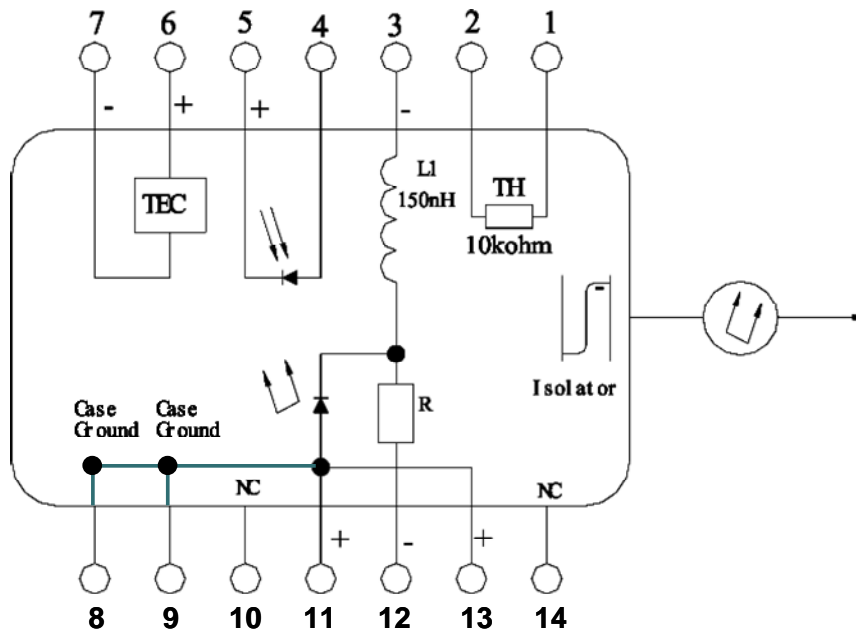 7 6 5 4 3 2 1
- + + -
L1
150nH
TH
10kohm
TEC
-
Isolator
R
Case Ground
Case Ground
NC
NC
+ - +
8 9 10 11 12 13 14